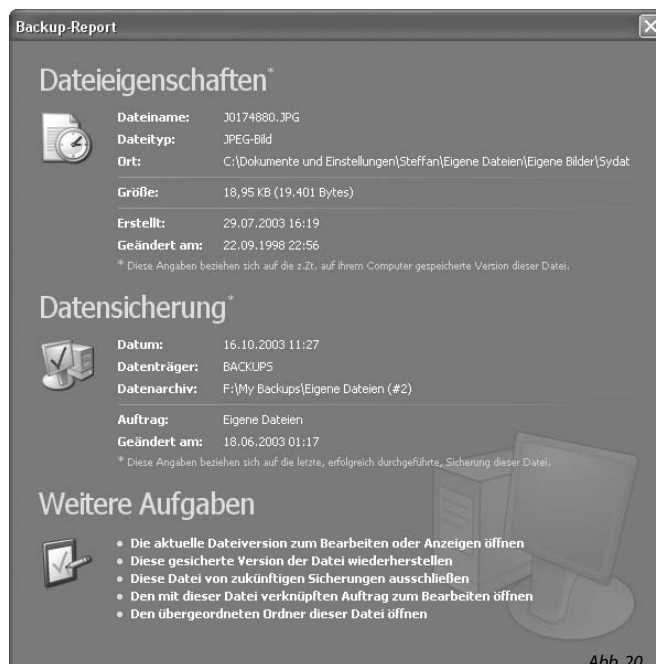 Backup-Report
Dateieigenschaften*
Dateiname: J0174880.JPG
Dateityp: JPEG-Bild
Ort: C:\Dokumente und Einstellungen\Steffan\Eigene Dateien\Eigene Bilder\Sydat
Größe: 18,95 KB (19.401 Bytes)
Erstellt: 29.07.2003 16:19
Geändert am: 22.09.1998 22:56
* Diese Angaben beziehen sich auf die z.Zt. auf ihrem Computer gespeicherte Version dieser Datei.
Datensicherung*
Datum: 16.10.2003 11:27
Datenträger: BACKUPS
Datenarchiv: F:\My Backups\Eigene Dateien (#2)
Auftrag: Eigene Dateien
Geändert am: 18.06.2003 01:17
* Diese Angaben beziehen sich auf die letzte, erfolgreich durchgeführte, Sicherung dieser Datei.
Weitere Aufgaben
• Die aktuelle Dateiversion zum Bearbeiten oder Anzeigen öffnen
• Diese gesicherte Version der Datei wiederherstellen
• Diese Datei von zukünftigen Sicherungen ausschließen
• Den mit dieser Datei verknüpften Auftrag zum Bearbeiten öffnen
• Den übergeordneten Ordner dieser Datei öffnen
Abb 20